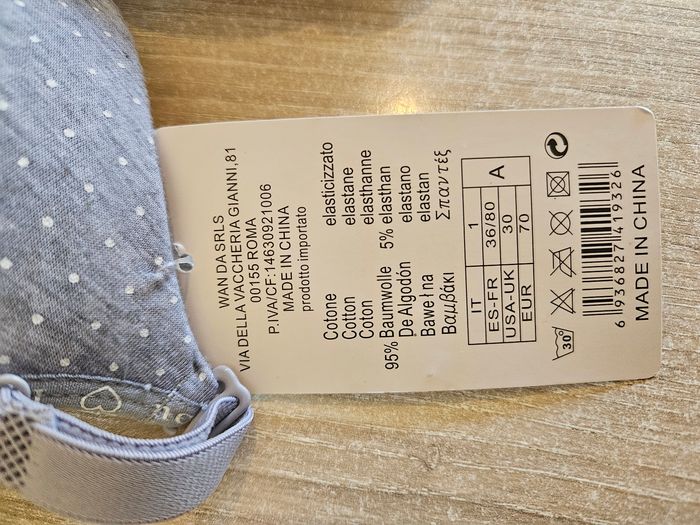 WAN DA SRLS
VIA DELLA VACCHERIA GIANNI,81
00155 ROMA
P.IVA/CF:14630921006
MADE IN CHINA
prodotto importato
Cotone elasticizzato
Cotton elastane
Coton elasthanne
95% Baumwolle 5% elasthan
De Algodón elastano
Bawełna elastan
Βαμβάκι Σπαντέξ
IT 1
ES-FR 36/80
USA-UK 30
EUR 70
A
30°
6 936827 419326
MADE IN CHINA